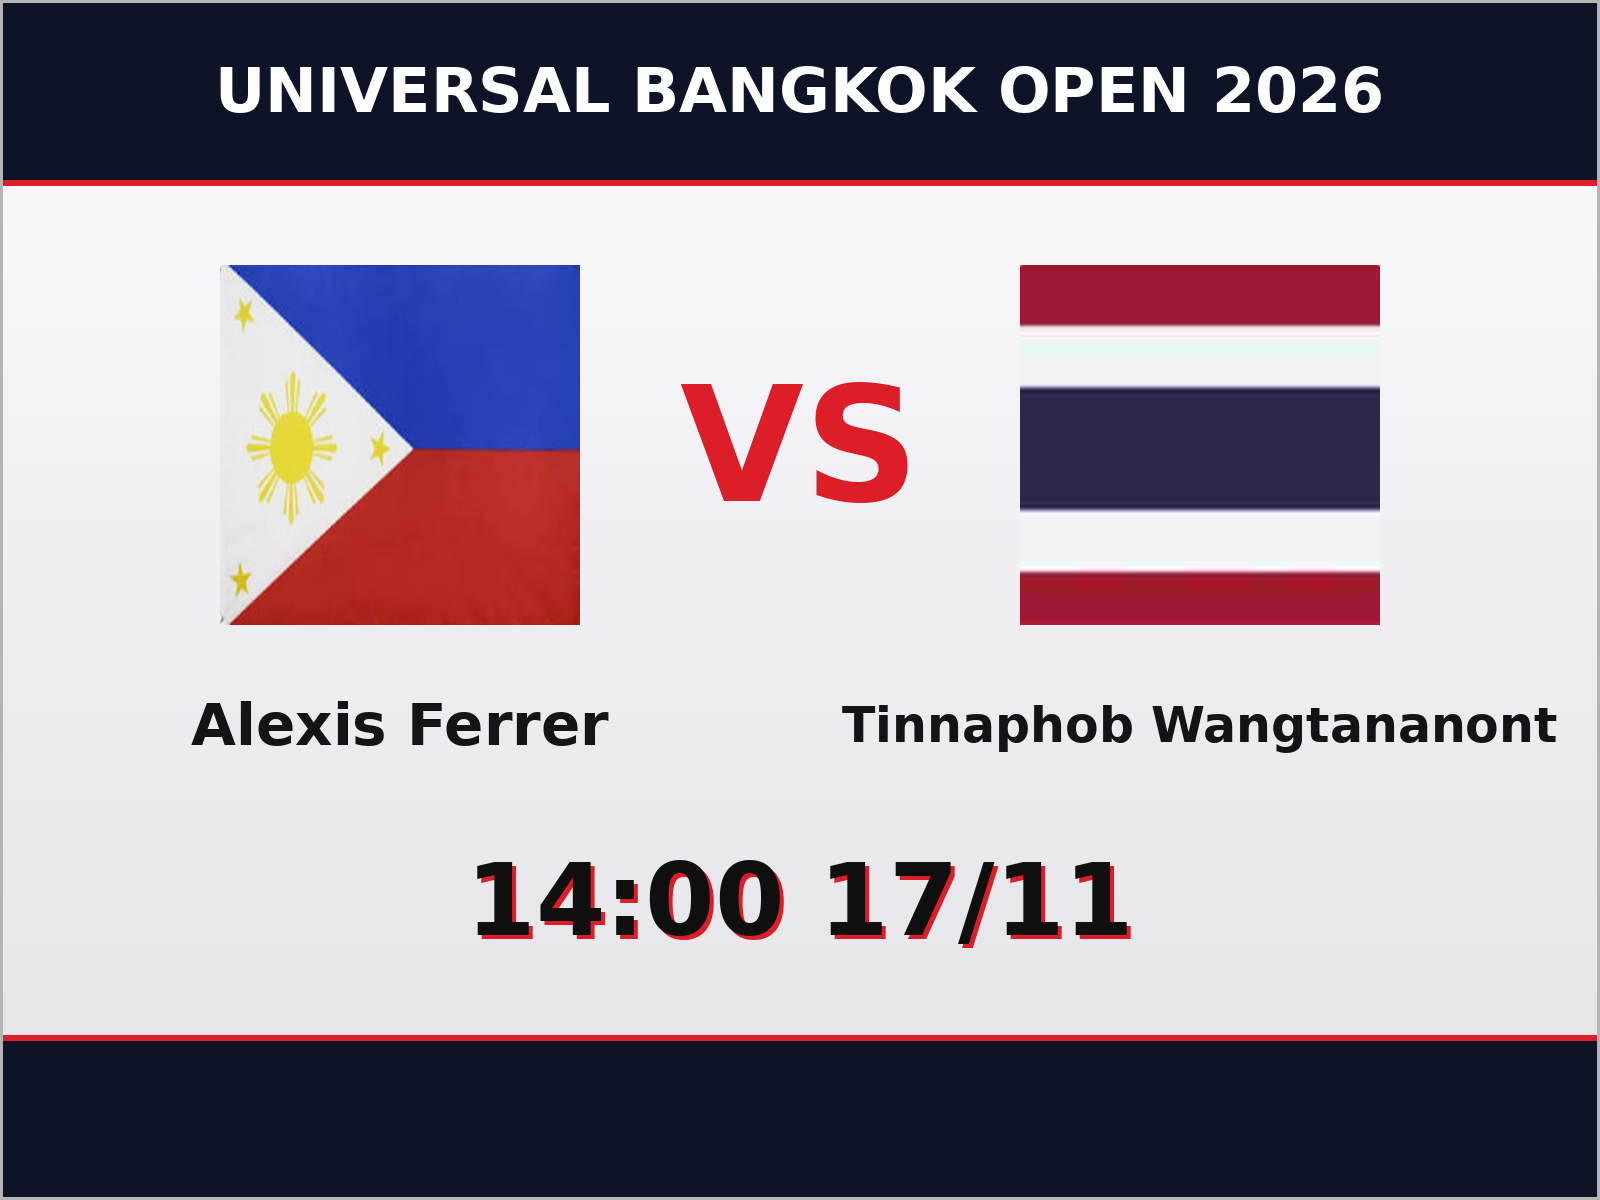 UNIVERSAL BANGKOK OPEN 2026
VS
Alexis Ferrer
Tinnaphob Wangtananont
14:00 17/11